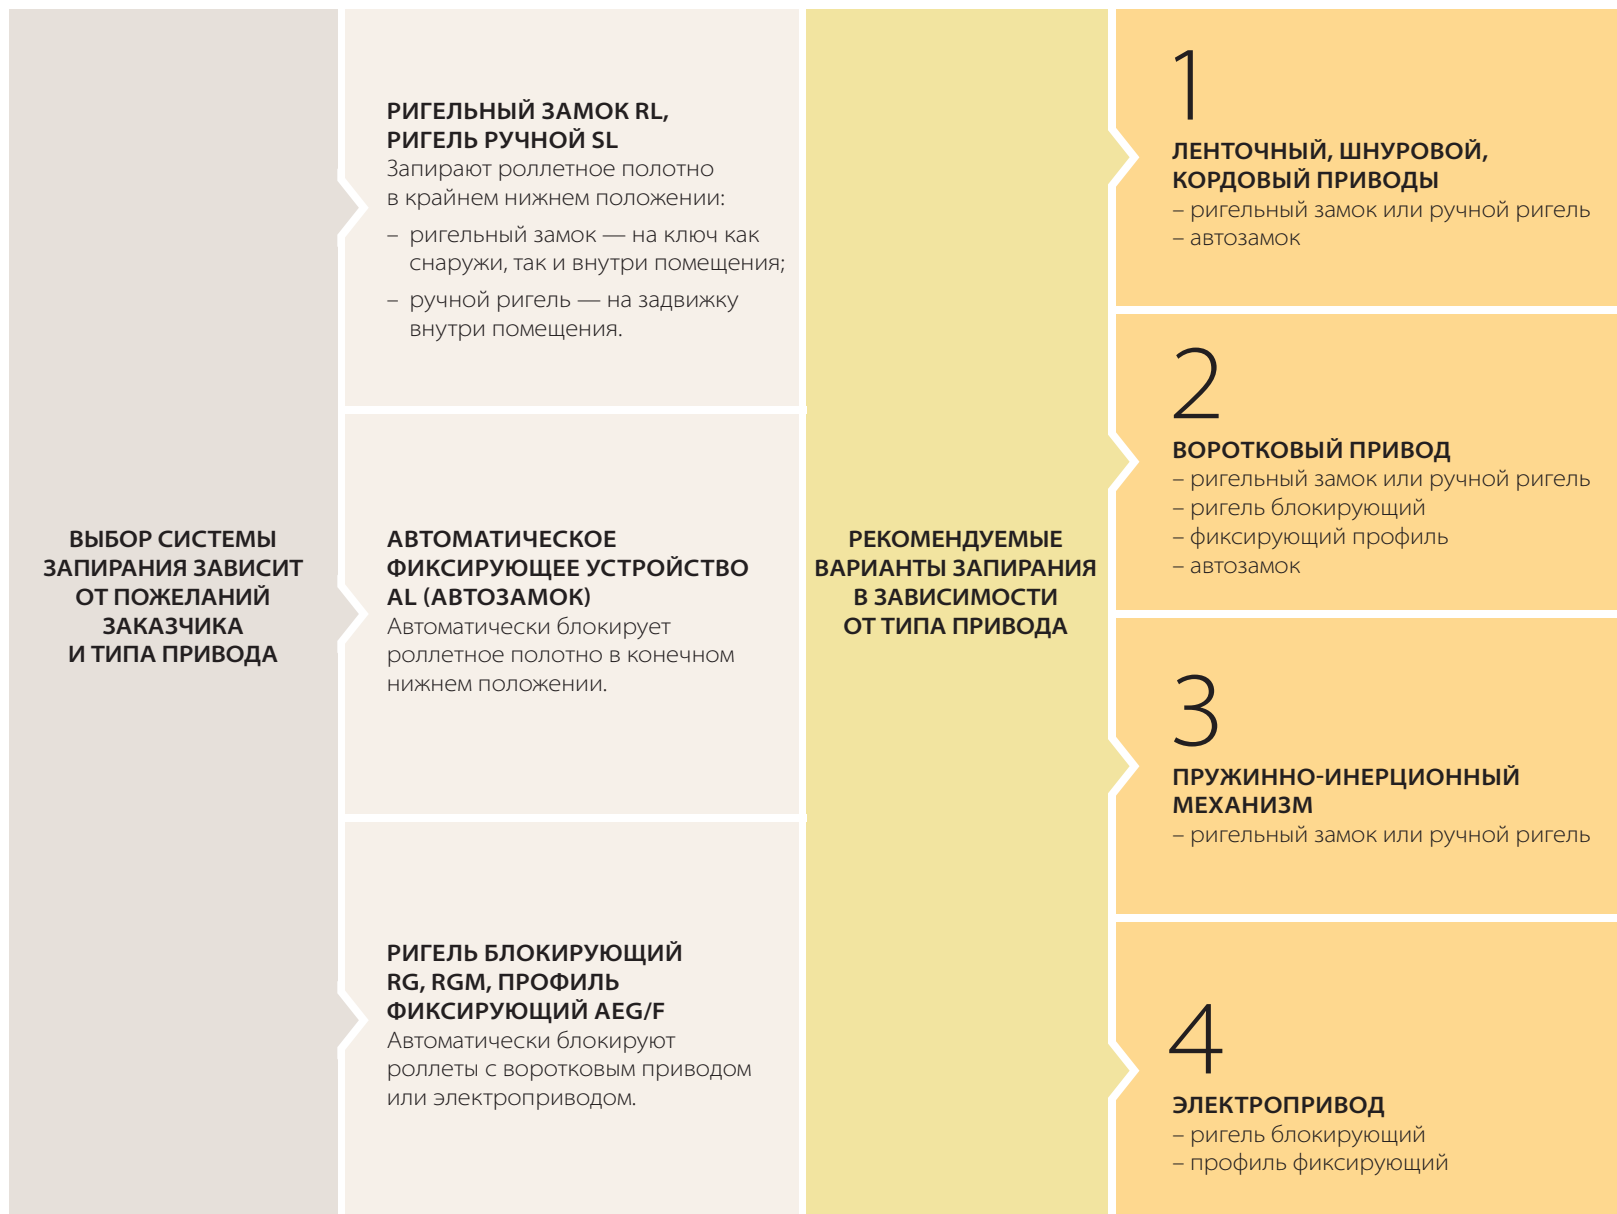 ВЫБОР СИСТЕМЫ
ЗАПИРАНИЯ ЗАВИСИТ
ОТ ПОЖЕЛАНИЙ
ЗАКАЗЧИКА
И ТИПА ПРИВОДА
РИГЕЛЬНЫЙ ЗАМОК RL,
РИГЕЛЬ РУЧНОЙ SL
Запирают роллетное полотно
в крайнем нижнем положении:
– ригельный замок — на ключ как
снаружи, так и внутри помещения;
– ручной ригель — на задвижку
внутри помещения.
АВТОМАТИЧЕСКОЕ
ФИКСИРУЮЩЕЕ УСТРОЙСТВО
AL (АВТОЗАМОК)
Автоматически блокирует
роллетное полотно в конечном
нижнем положении.
РИГЕЛЬ БЛОКИРУЮЩИЙ
RG, RGM, ПРОФИЛЬ
ФИКСИРУЮЩИЙ AEG/F
Автоматически блокируют
роллеты с воротковым приводом
или электроприводом.
РЕКОМЕНДУЕМЫЕ
ВАРИАНТЫ ЗАПИРАНИЯ
В ЗАВИСИМОСТИ
ОТ ТИПА ПРИВОДА
1
ЛЕНТОЧНЫЙ, ШНУРОВОЙ,
КОРДОВЫЙ ПРИВОДЫ
– ригельный замок или ручной ригель
– автозамок
2
ВОРОТКОВЫЙ ПРИВОД
– ригельный замок или ручной ригель
– ригель блокирующий
– фиксирующий профиль
– автозамок
3
ПРУЖИННО-ИНЕРЦИОННЫЙ
МЕХАНИЗМ
– ригельный замок или ручной ригель
4
ЭЛЕКТРОПРИВОД
– ригель блокирующий
– профиль фиксирующий